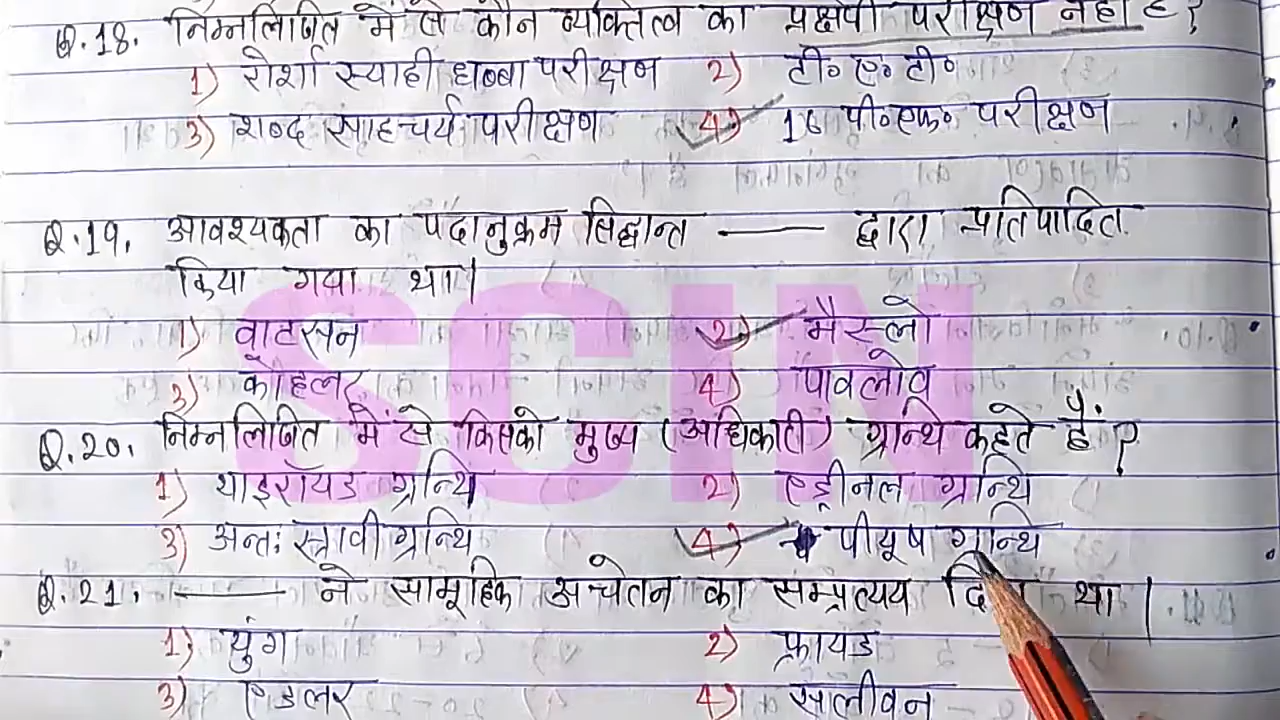 Q.18. निम्नलिखित में से कौन व्यक्तित्व का प्रक्षेपी परीक्षण नहीं है?
1) रोर्शा स्याही धब्बा परीक्षण 2) टी॰ ए॰ टी॰
3) शब्द साहचर्य परीक्षण 4) 16 पी॰एफ॰ परीक्षण
Q.19. आवश्यकता का पदानुक्रम सिद्धान्त —— द्वारा प्रतिपादित
किया गया था।
1) वाटसन 2) मैस्लो
3) कोहलर 4) पावलोव
Q.20. निम्नलिखित में से किसको मुख्य (अधिकारी) ग्रन्थि कहते हैं?
1) थाइरॉयड ग्रन्थि 2) एड्रीनल ग्रन्थि
3) अन्तः स्त्रावी ग्रन्थि 4) पीयूष ग्रन्थि
Q.21. —— ने सामूहिक अचेतन का सम्प्रत्यय था।
1) युंग 2) फ्रायड
3) एडलर 4) सालीवन
SCIN